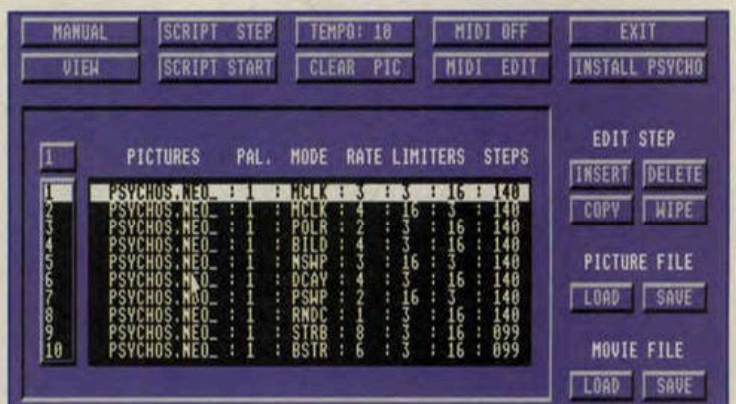 MANUAL SCRIPT STEP TEMPO: 10 MIDI OFF EXIT
VIEW SCRIPT START CLEAR PIC MIDI EDIT INSTALL PSYCHO
EDIT STEP
1 PICTURES PAL. MODE RATE LIMITERS STEPS
INSERT DELETE
1 PSYCHOS.NEO_ : 1 : MCLK : 3 : 3 : 16 : 140
2 PSYCHOS.NEO_ : 1 : MCLK : 4 : 16 : 3 : 140
COPY WIPE
3 PSYCHOS.NEO_ : 1 : POLR : 2 : 3 : 16 : 140
4 PSYCHOS.NEO_ : 1 : BILD : 4 : 3 : 16 : 140
5 PSYCHOS.NEO_ : 1 : NSWP : 3 : 16 : 3 : 140
PICTURE FILE
6 PSYCHOS.NEO_ : 1 : DCAY : 4 : 3 : 16 : 140
7 PSYCHOS.NEO_ : 1 : PSWP : 2 : 16 : 3 : 140
LOAD SAVE
8 PSYCHOS.NEO_ : 1 : RNDC : 1 : 3 : 16 : 140
9 PSYCHOS.NEO_ : 1 : STRB : 8 : 3 : 16 : 099
10 PSYCHOS.NEO_ : 1 : BSTR : 6 : 3 : 16 : 099
MOVIE FILE
LOAD SAVE